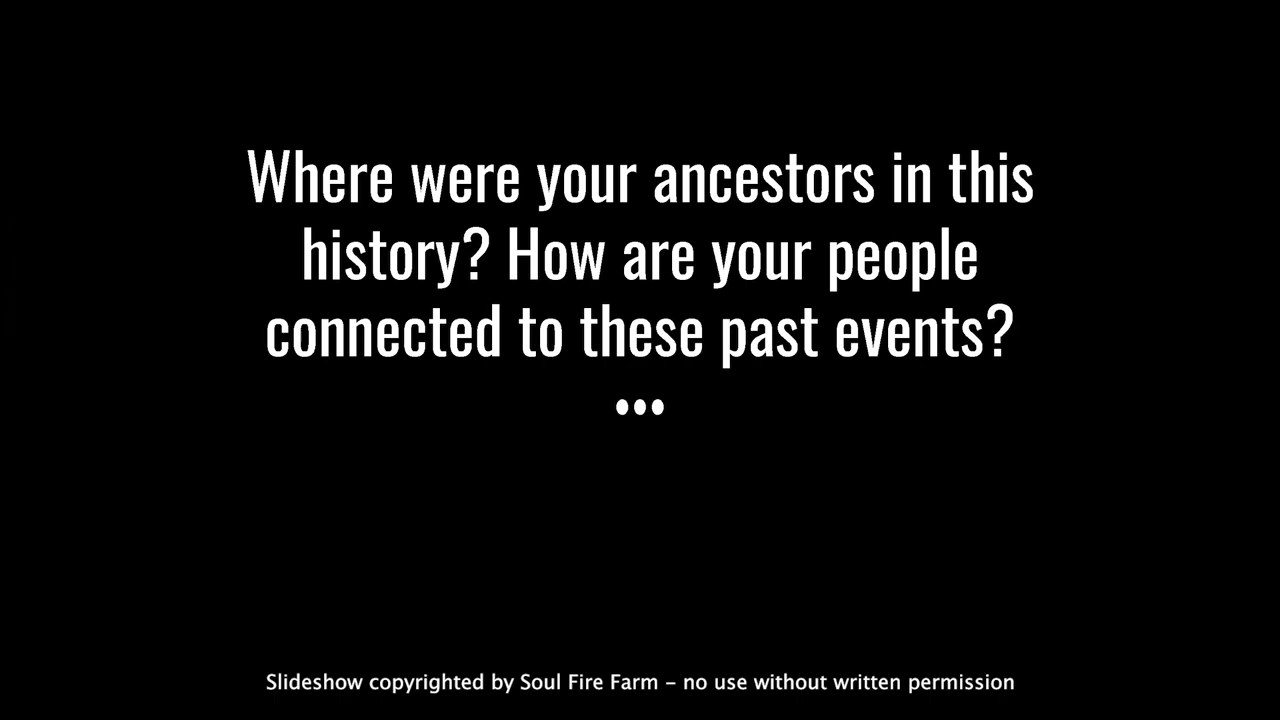 Where were your ancestors in this
history? How are your people
connected to these past events?
•••
Slideshow copyrighted by Soul Fire Farm – no use without written permission